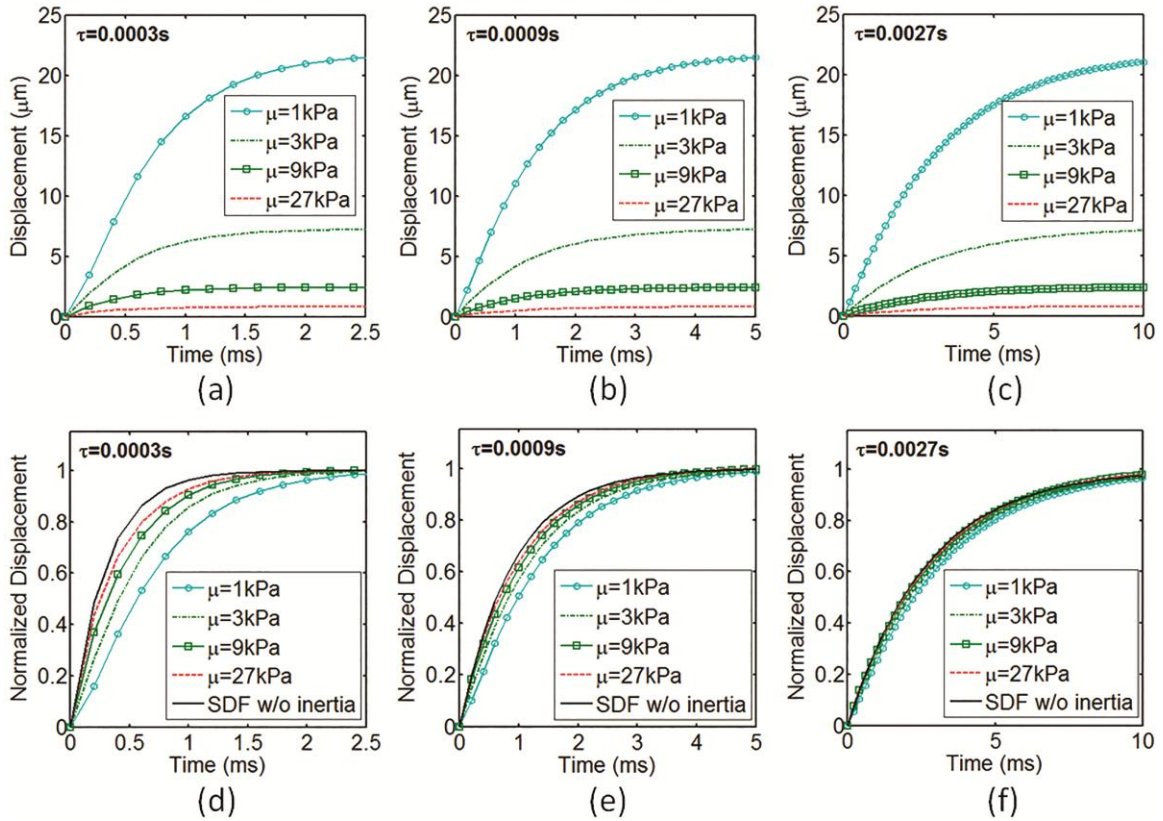 τ=0.0003s
Displacement (μm)
25
20
15
10
5
0
μ=1kPa
μ=3kPa
μ=9kPa
μ=27kPa
0 0.5 1.0 1.5 2.0 2.5
Time (ms)
(a)
τ=0.0009s
Displacement (μm)
25
20
15
10
5
0
μ=1kPa
μ=3kPa
μ=9kPa
μ=27kPa
0 1 2 3 4 5
Time (ms)
(b)
τ=0.0027s
Displacement (μm)
25
20
15
10
5
0
μ=1kPa
μ=3kPa
μ=9kPa
μ=27kPa
0 5 10
Time (ms)
(c)
τ=0.0003s
Normalized Displacement
1
0.8
0.6
0.4
0.2
0
μ=1kPa
μ=3kPa
μ=9kPa
μ=27kPa
SDF w/o inertia
0 0.5 1.0 1.5 2.0 2.5
Time (ms)
(d)
τ=0.0009s
Normalized Displacement
1
0.8
0.6
0.4
0.2
0
μ=1kPa
μ=3kPa
μ=9kPa
μ=27kPa
SDF w/o inertia
0 1 2 3 4 5
Time (ms)
(e)
τ=0.0027s
Normalized Displacement
1
0.8
0.6
0.4
0.2
0
μ=1kPa
μ=3kPa
μ=9kPa
μ=27kPa
SDF w/o inertia
0 5 10
Time (ms)
(f)